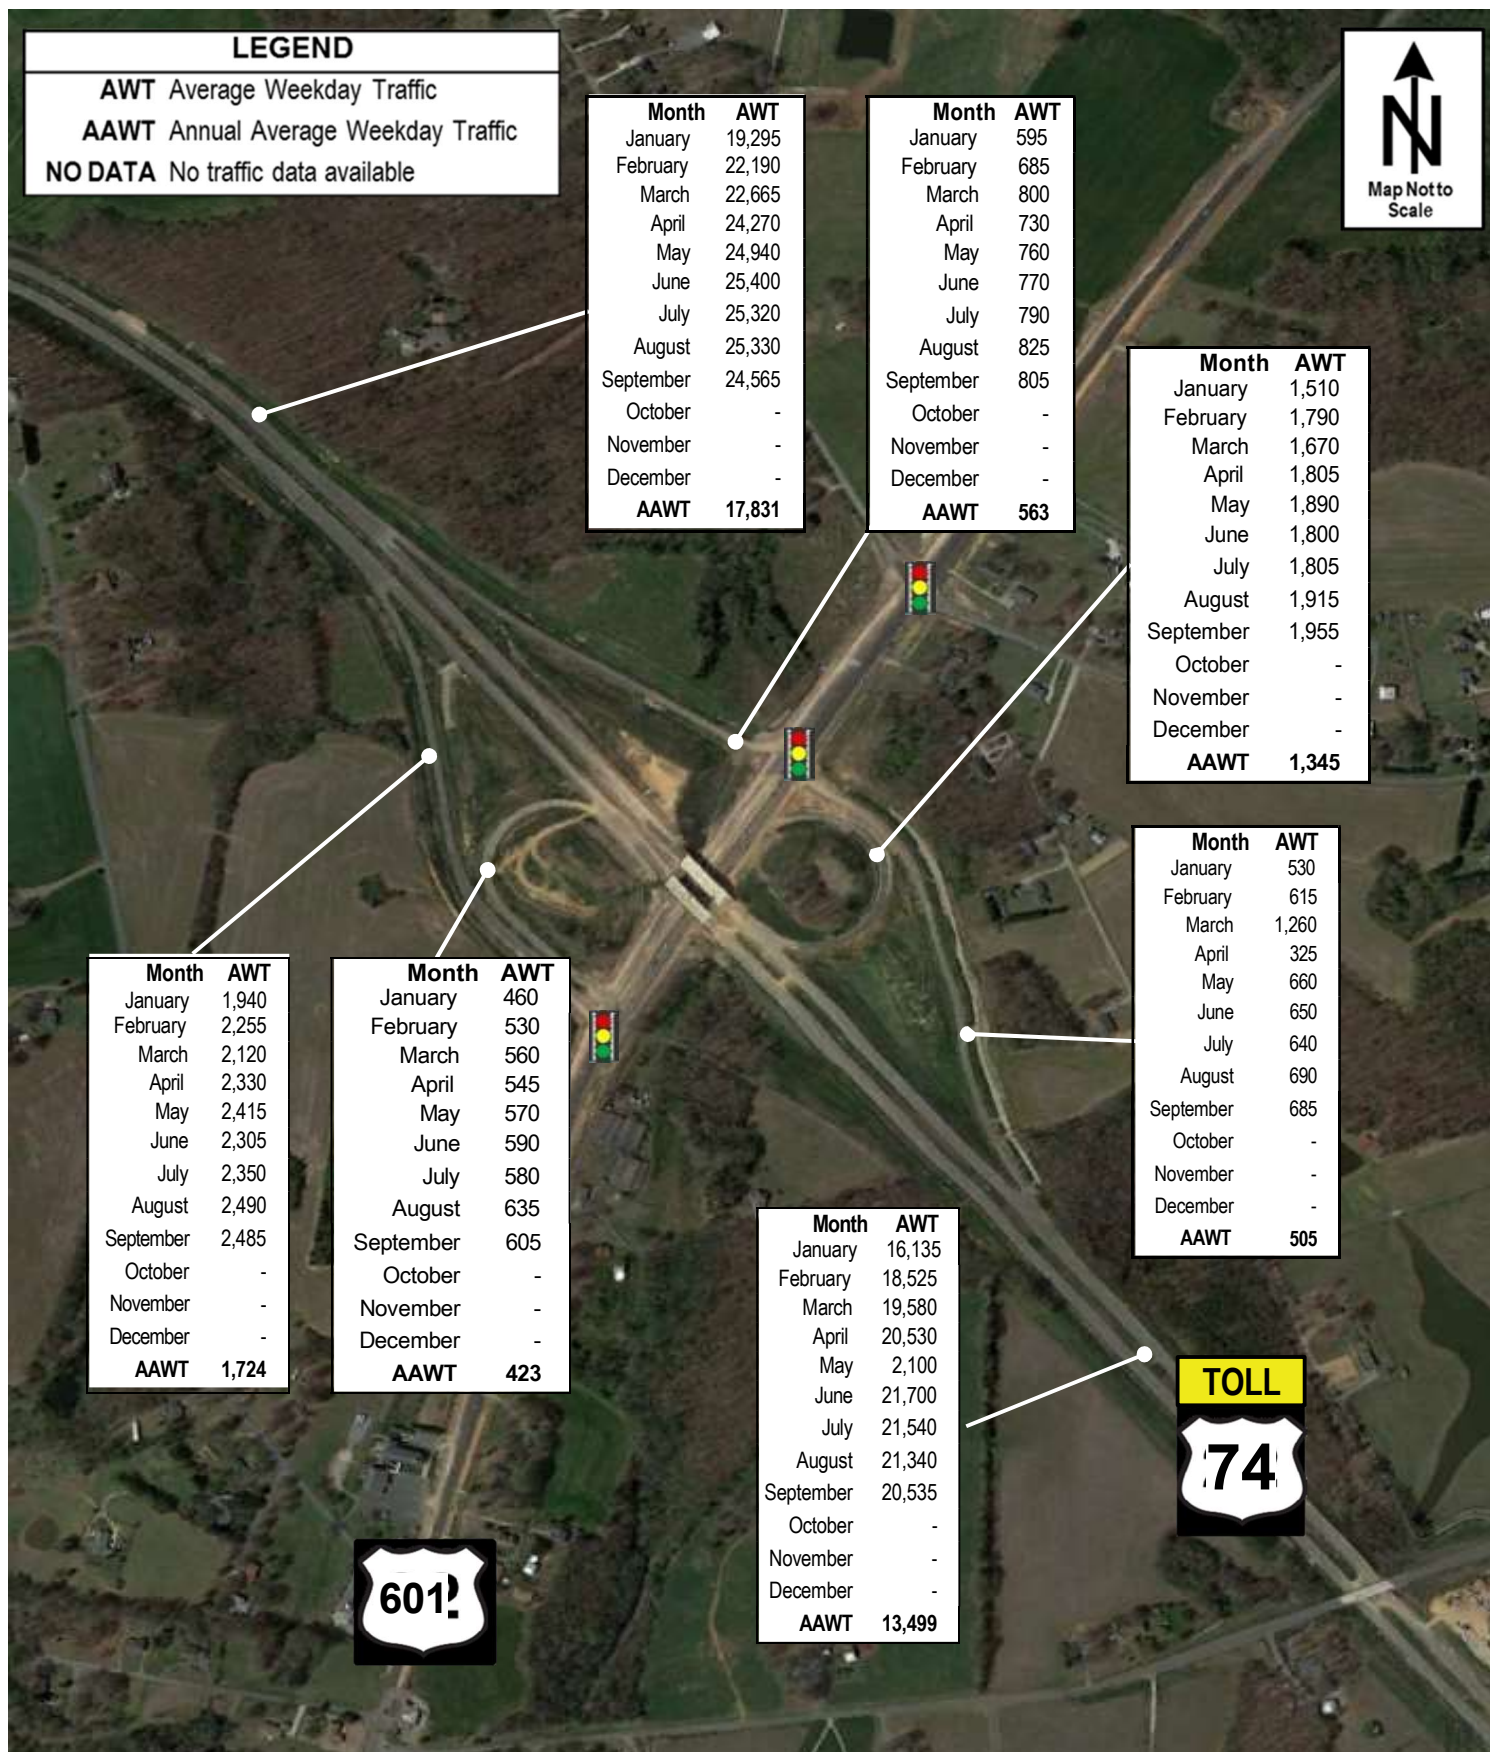 LEGEND
AWT Average Weekday Traffic
AAWT Annual Average Weekday Traffic
NO DATA No traffic data available
N
Map Not to
Scale
Month AWT
January 19,295
February 22,190
March 22,665
April 24,270
May 24,940
June 25,400
July 25,320
August 25,330
September 24,565
October -
November -
December -
AAWT 17,831
Month AWT
January 595
February 685
March 800
April 730
May 760
June 770
July 790
August 825
September 805
October -
November -
December -
AAWT 563
Month AWT
January 1,510
February 1,790
March 1,670
April 1,805
May 1,890
June 1,800
July 1,805
August 1,915
September 1,955
October -
November -
December -
AAWT 1,345
Month AWT
January 530
February 615
March 1,260
April 325
May 660
June 650
July 640
August 690
September 685
October -
November -
December -
AAWT 505
Month AWT
January 1,940
February 2,255
March 2,120
April 2,330
May 2,415
June 2,305
July 2,350
August 2,490
September 2,485
October -
November -
December -
AAWT 1,724
Month AWT
January 460
February 530
March 560
April 545
May 570
June 590
July 580
August 635
September 605
October -
November -
December -
AAWT 423
Month AWT
January 16,135
February 18,525
March 19,580
April 20,530
May 2,100
June 21,700
July 21,540
August 21,340
September 20,535
October -
November -
December -
AAWT 13,499
TOLL
74
601